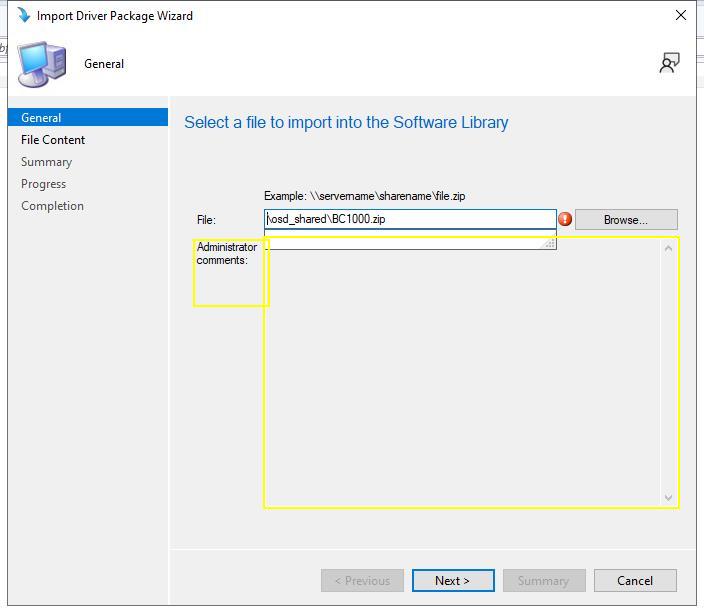 Import Driver Package Wizard
General
General
File Content
Summary
Progress
Completion
Select a file to import into the Software Library
Example: \\servername\sharename\file.zip
File:
\osd_shared\BC1000.zip
Browse...
Administrator
comments:
< Previous
Next >
Summary
Cancel